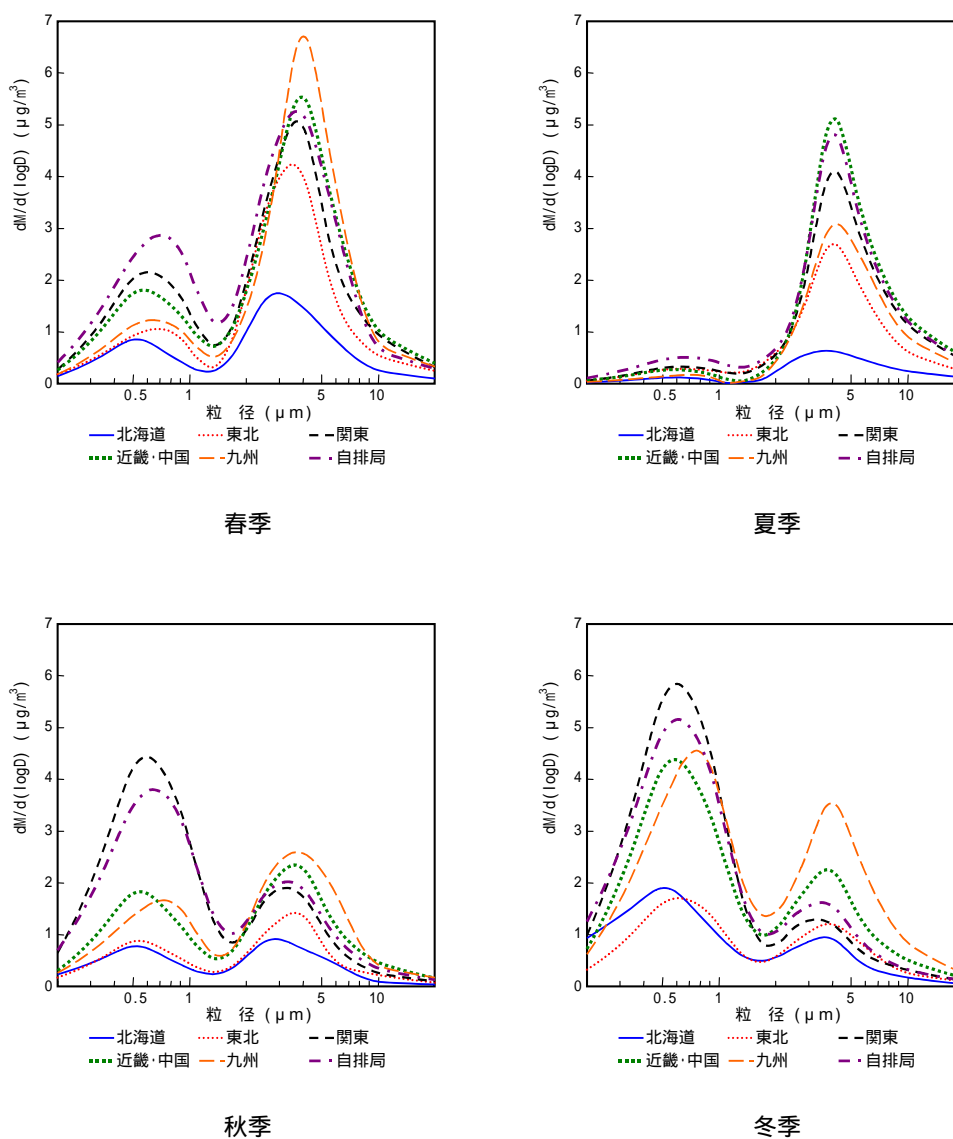 7
6
5
4
3
2
1
0
dM/d(logD) (μg/㎥)
0.5 1 5 10
粒 径 (μm)
北海道 東北 関東
近畿・中国 九州 自排局
春季
7
6
5
4
3
2
1
0
dM/d(logD) (μg/㎥)
0.5 1 5 10
粒 径 (μm)
北海道 東北 関東
近畿・中国 九州 自排局
夏季
7
6
5
4
3
2
1
0
dM/d(logD) (μg/㎥)
0.5 1 5 10
粒 径 (μm)
北海道 東北 関東
近畿・中国 九州 自排局
秋季
7
6
5
4
3
2
1
0
dM/d(logD) (μg/㎥)
0.5 1 5 10
粒 径 (μm)
北海道 東北 関東
近畿・中国 九州 自排局
冬季